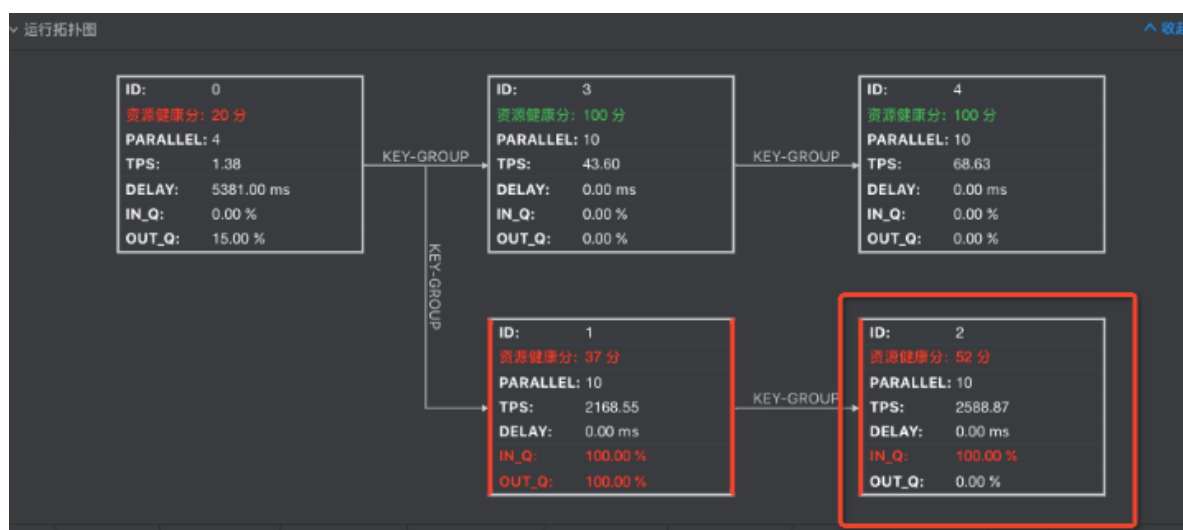 运行拓扑图
收起
ID: 0
资源健康分: 20 分
PARALLEL: 4
TPS: 1.38
DELAY: 5381.00 ms
IN_Q: 0.00 %
OUT_Q: 15.00 %
KEY-GROUP
ID: 3
资源健康分: 100 分
PARALLEL: 10
TPS: 43.60
DELAY: 0.00 ms
IN_Q: 0.00 %
OUT_Q: 0.00 %
KEY-GROUP
ID: 4
资源健康分: 100 分
PARALLEL: 10
TPS: 68.63
DELAY: 0.00 ms
IN_Q: 0.00 %
OUT_Q: 0.00 %
KEY-GROUP
ID: 1
资源健康分: 37 分
PARALLEL: 10
TPS: 2168.55
DELAY: 0.00 ms
IN_Q: 100.00 %
OUT_Q: 100.00 %
KEY-GROUP
ID: 2
资源健康分: 52 分
PARALLEL: 10
TPS: 2588.87
DELAY: 0.00 ms
IN_Q: 100.00 %
OUT_Q: 0.00 %